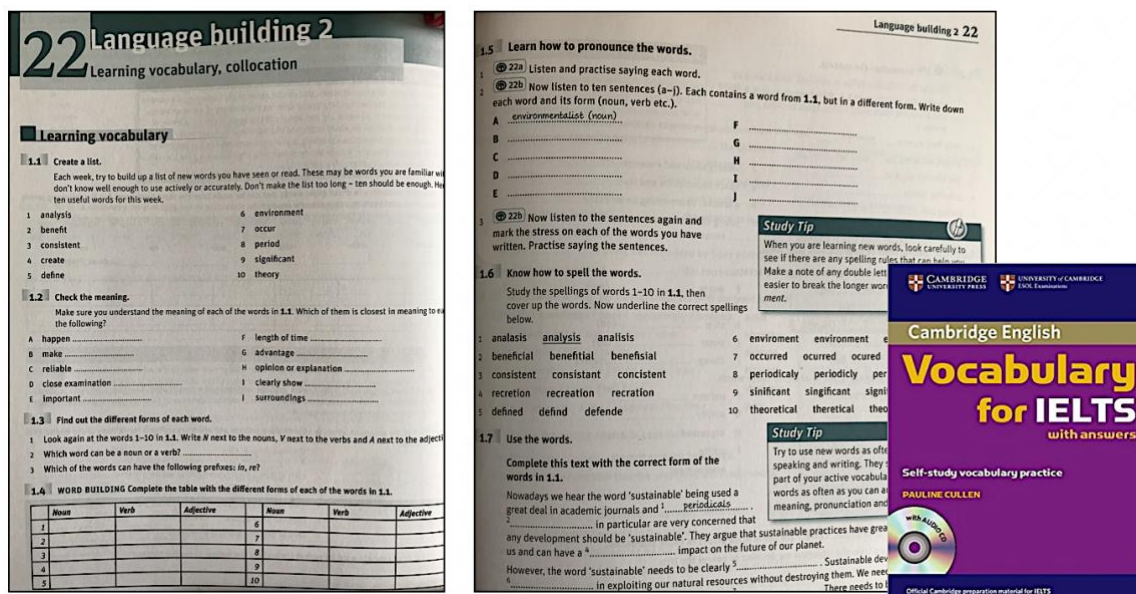 22 Language building 2
Learning vocabulary, collocation
Learning vocabulary
1.1 Create a list.
Each week, try to build up a list of new words you have seen or read. These may be words you are familiar
don't know well enough to use actively or accurately. Don't make the list too long – ten should be enough.
ten useful words for this week.
1 analysis 6 environment
2 benefit 7 occur
3 consistent 8 period
4 create 9 significant
5 define 10 theory
1.2 Check the meaning.
Make sure you understand the meaning of each of the words in 1.1. Which of them is closest in meaning to
the following?
A happen F length of time
B make G advantage
C reliable H opinion or explanation
D close examination I clearly show
E important J surroundings
1.3 Find out the different forms of each word.
1 Look again at the words 1–10 in 1.1. Write N next to the nouns, V next to the verbs and A next to the
2 Which word can be a noun or a verb?
3 Which of the words can have the following prefixes: in, re?
1.4 WORD BUILDING Complete the table with the different forms of each of the words in 1.1.
Noun Verb Adjective Noun Verb Adjective
1 6
2 7
3 8
4 9
5 10
Language building 2 22
1.5 Learn how to pronounce the words.
1 22a Listen and practise saying each word.
2 22b Now listen to ten sentences (a–j). Each contains a word from 1.1, but in a different form. Write down
each word and its form (noun, verb etc.).
A environmentalist (noun) F
B G
C H
D I
E J
3 22b Now listen to the sentences again and
mark the stress on each of the words you have
written. Practise saying the sentences.
Study Tip
When you are learning new words, look carefully to
see if there are any spelling rules that can help
Make a note of any double
easier to break the longer
ment.
1.6 Know how to spell the words.
Study the spellings of words 1–10 in 1.1, then
cover up the words. Now underline the correct spellings
below.
1 analasis analysis analisis 6 enviroment environment
2 beneficial benefitial benefisial 7 occurred ocurred ocured
3 consistent consistant concistent 8 periodicaly periodicly
4 recretion recreation recration 9 sinificant singificant
5 defined defind defende 10 theoretical theretical
1.7 Use the words.
Complete this text with the correct form of the
words in 1.1.
Nowadays we hear the word 'sustainable' being used a
great deal in academic journals and 1 periodicals .
2 in particular are very concerned that
any development should be 'sustainable'. They argue that sustainable practices have
us and can have a 4 impact on the future of our planet.
However, the word 'sustainable' needs to be clearly 5 . Sustainable
6 in exploiting our natural resources without destroying them. We
There needs to
Study Tip
Try to use new words as
speaking and writing. They
part of your active
words as often as you can
meaning, pronunciation and
CAMBRIDGE
UNIVERSITY PRESS
UNIVERSITY of CAMBRIDGE
ESOL Examinations
Cambridge English
Vocabulary
for IELTS
with answers
Self-study vocabulary practice
PAULINE CULLEN
with AUDIO CD
Official Cambridge preparation material for IELTS